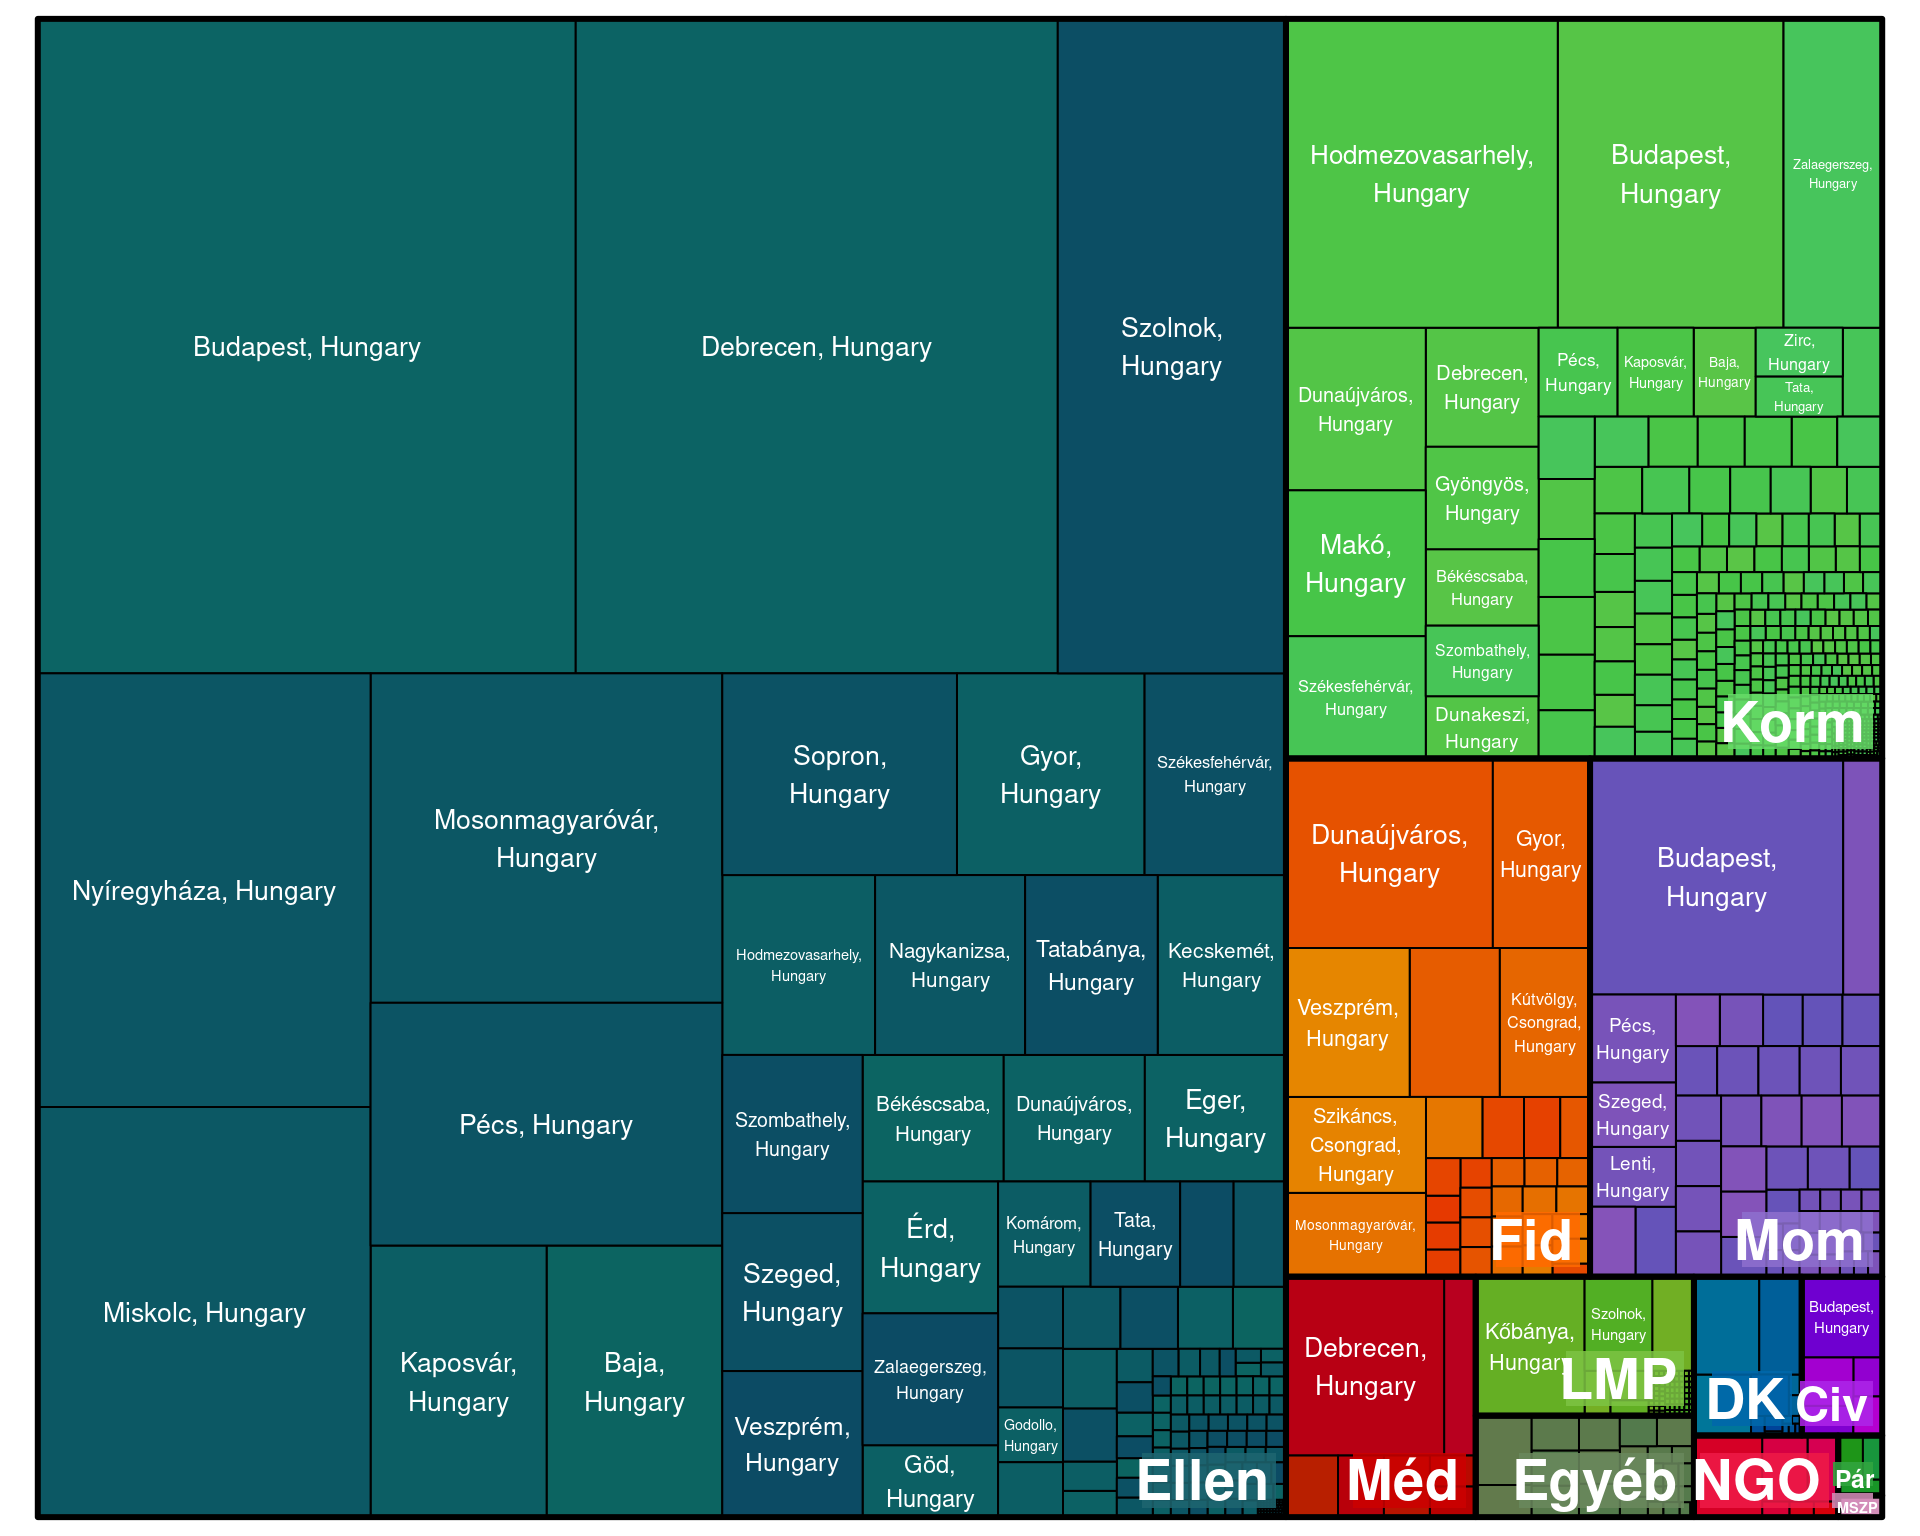 Budapest, Hungary
Debrecen, Hungary
Szolnok,
Hungary
Nyíregyháza, Hungary
Miskolc, Hungary
Mosonmagyaróvár,
Hungary
Pécs, Hungary
Kaposvár,
Hungary
Baja,
Hungary
Sopron,
Hungary
Gyor,
Hungary
Székesfehérvár,
Hungary
Hodmezovasarhely,
Hungary
Nagykanizsa,
Hungary
Tatabánya,
Hungary
Kecskemét,
Hungary
Szombathely,
Hungary
Szeged,
Hungary
Veszprém,
Hungary
Békéscsaba,
Hungary
Dunaújváros,
Hungary
Eger,
Hungary
Érd,
Hungary
Zalaegerszeg,
Hungary
Göd,
Hungary
Komárom,
Hungary
Tata,
Hungary
Godollo,
Hungary
Ellen
Hodmezovasarhely,
Hungary
Budapest,
Hungary
Zalaegerszeg,
Hungary
Dunaújváros,
Hungary
Makó,
Hungary
Székesfehérvár,
Hungary
Debrecen,
Hungary
Gyöngyös,
Hungary
Békéscsaba,
Hungary
Szombathely,
Hungary
Dunakeszi,
Hungary
Pécs,
Hungary
Kaposvár,
Hungary
Baja,
Hungary
Zirc,
Hungary
Tata,
Hungary
Korm
Dunaújváros,
Hungary
Gyor,
Hungary
Veszprém,
Hungary
Kútvölgy,
Csongrad,
Hungary
Szikáncs,
Csongrad,
Hungary
Mosonmagyaróvár,
Hungary
Fid
Budapest,
Hungary
Pécs,
Hungary
Szeged,
Hungary
Lenti,
Hungary
Mom
Debrecen,
Hungary
Méd
Kőbánya,
Hungary
Szolnok,
Hungary
LMP
Egyéb
DK
Budapest,
Hungary
Civ
NGO
Pár
MSZP